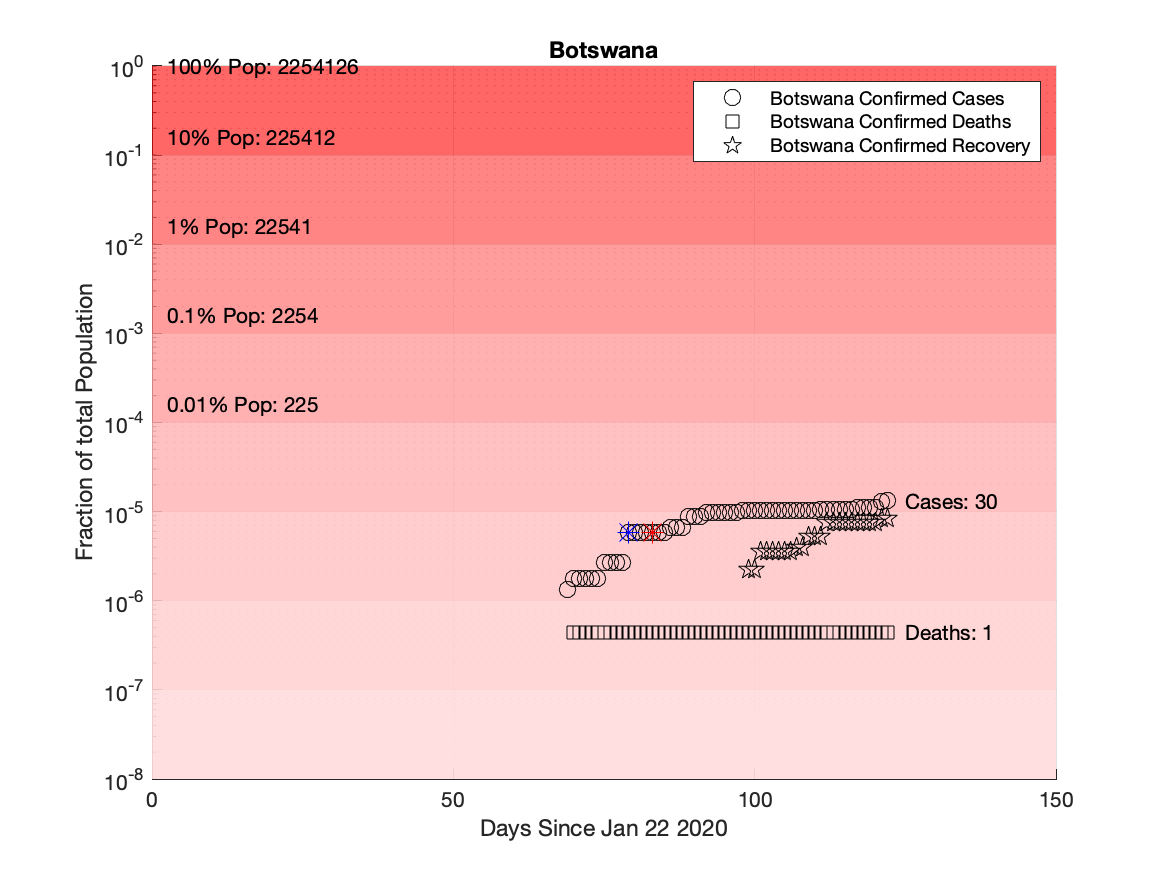 Botswana
10^0
100% Pop: 2254126
Botswana Confirmed Cases
Botswana Confirmed Deaths
Botswana Confirmed Recovery
10% Pop: 225412
10^-1
1% Pop: 22541
10^-2
0.1% Pop: 2254
10^-3
0.01% Pop: 225
10^-4
Fraction of total Population
10^-5
Cases: 30
10^-6
Deaths: 1
10^-7
10^-8
0
50
100
150
Days Since Jan 22 2020